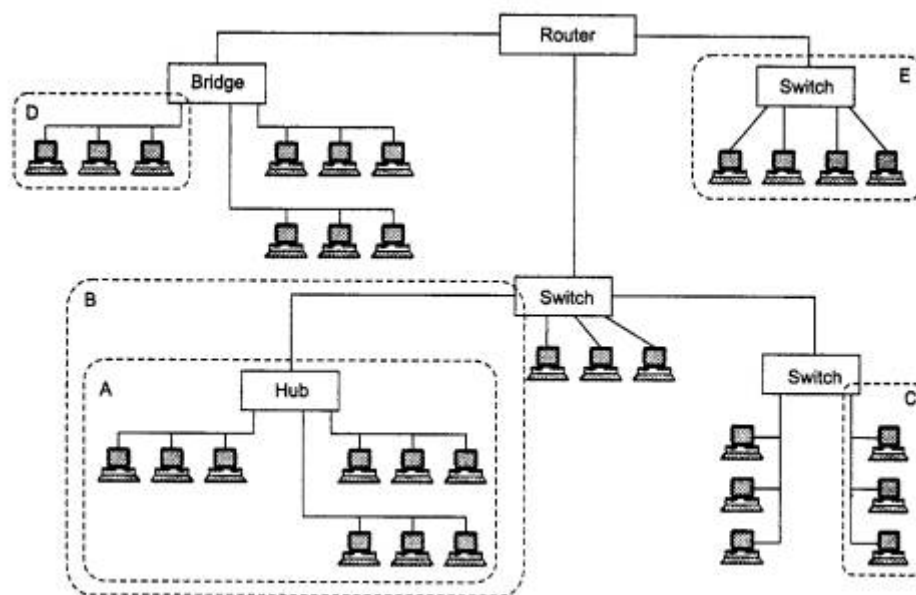 Router
Bridge
Switch
E
D
B
Switch
A
Hub
Switch
C